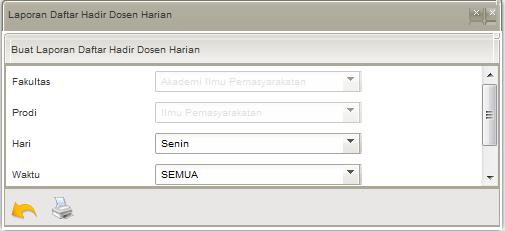 Laporan Daftar Hadir Dosen Harian
Buat Laporan Daftar Hadir Dosen Harian
Fakultas Akademi Ilmu Pemasyarakatan
Prodi Ilmu Pemasyarakatan
Hari Senin
Waktu SEMUA